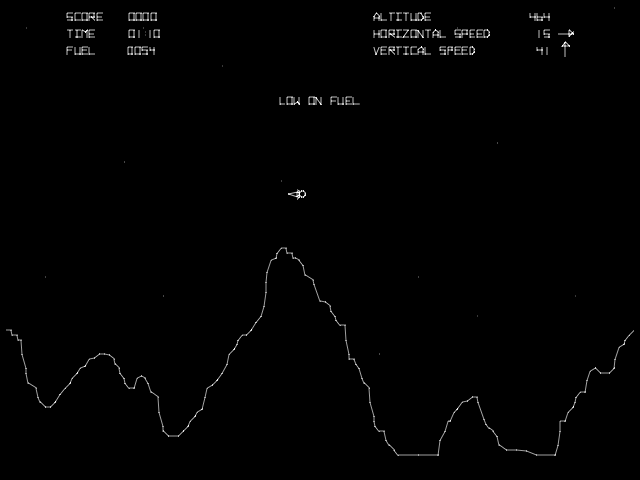 SCORE 0000
TIME 01:10
FUEL 0054
ALTITUDE 464
HORIZONTAL SPEED 15 →
VERTICAL SPEED 41 ↑
LOW ON FUEL